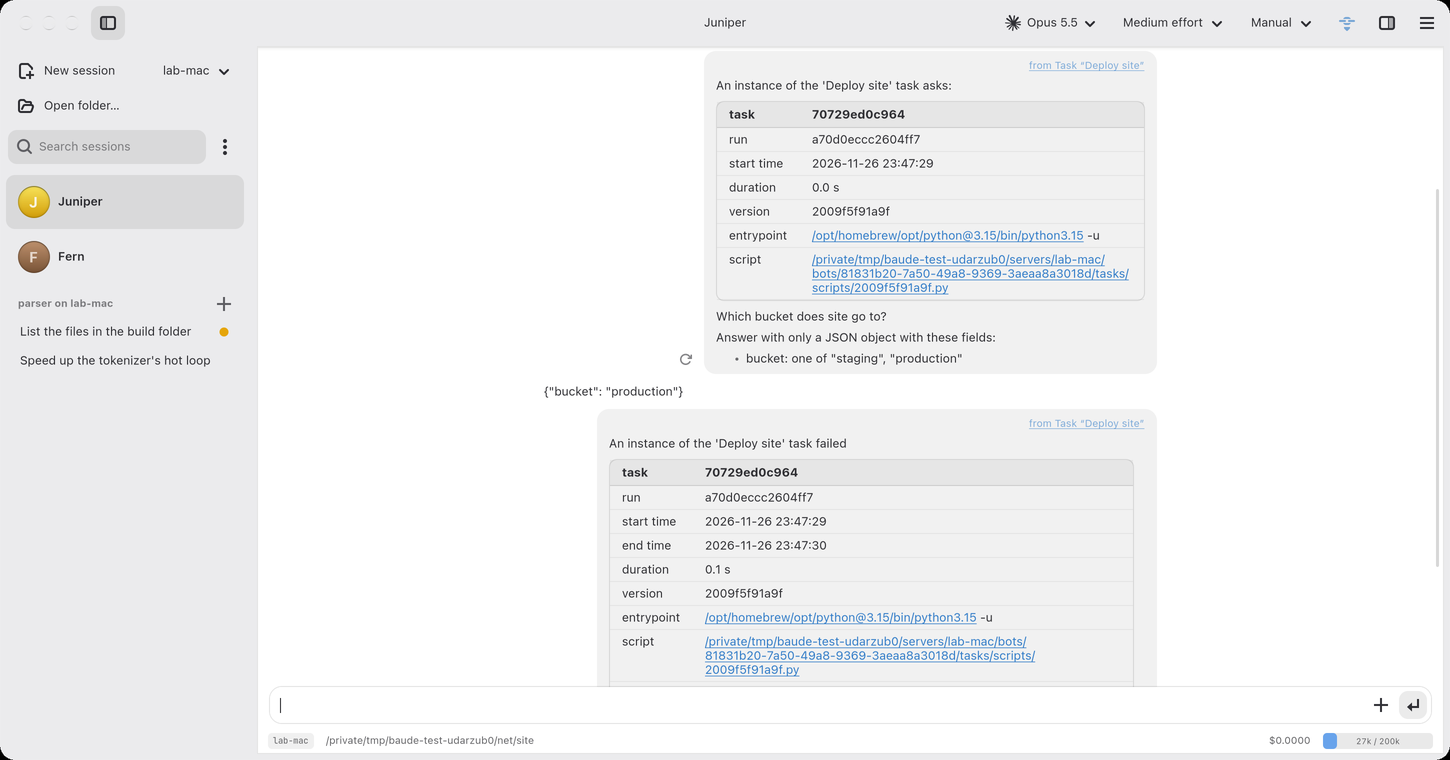 Juniper
Opus 5.5
Medium effort
Manual
New session
lab-mac
Open folder...
Search sessions
J
Juniper
F
Fern
parser on lab-mac
List the files in the build folder
Speed up the tokenizer's hot loop
from Task “Deploy site”
An instance of the 'Deploy site' task asks:
task 70729ed0c964
run a70d0eccc2604ff7
start time 2026-11-26 23:47:29
duration 0.0 s
version 2009f5f91a9f
entrypoint /opt/homebrew/opt/python@3.15/bin/python3.15 -u
script /private/tmp/baude-test-udarzub0/servers/lab-mac/
bots/81831b20-7a50-49a8-9369-3aeaa8a3018d/tasks/
scripts/2009f5f91a9f.py
Which bucket does site go to?
Answer with only a JSON object with these fields:
• bucket: one of "staging", "production"
{"bucket": "production"}
from Task “Deploy site”
An instance of the 'Deploy site' task failed
task 70729ed0c964
run a70d0eccc2604ff7
start time 2026-11-26 23:47:29
end time 2026-11-26 23:47:30
duration 0.1 s
version 2009f5f91a9f
entrypoint /opt/homebrew/opt/python@3.15/bin/python3.15 -u
script /private/tmp/baude-test-udarzub0/servers/lab-mac/bots/
81831b20-7a50-49a8-9369-3aeaa8a3018d/tasks/scripts/
2009f5f91a9f.py
lab-mac /private/tmp/baude-test-udarzub0/net/site
$0.0000
27k / 200k